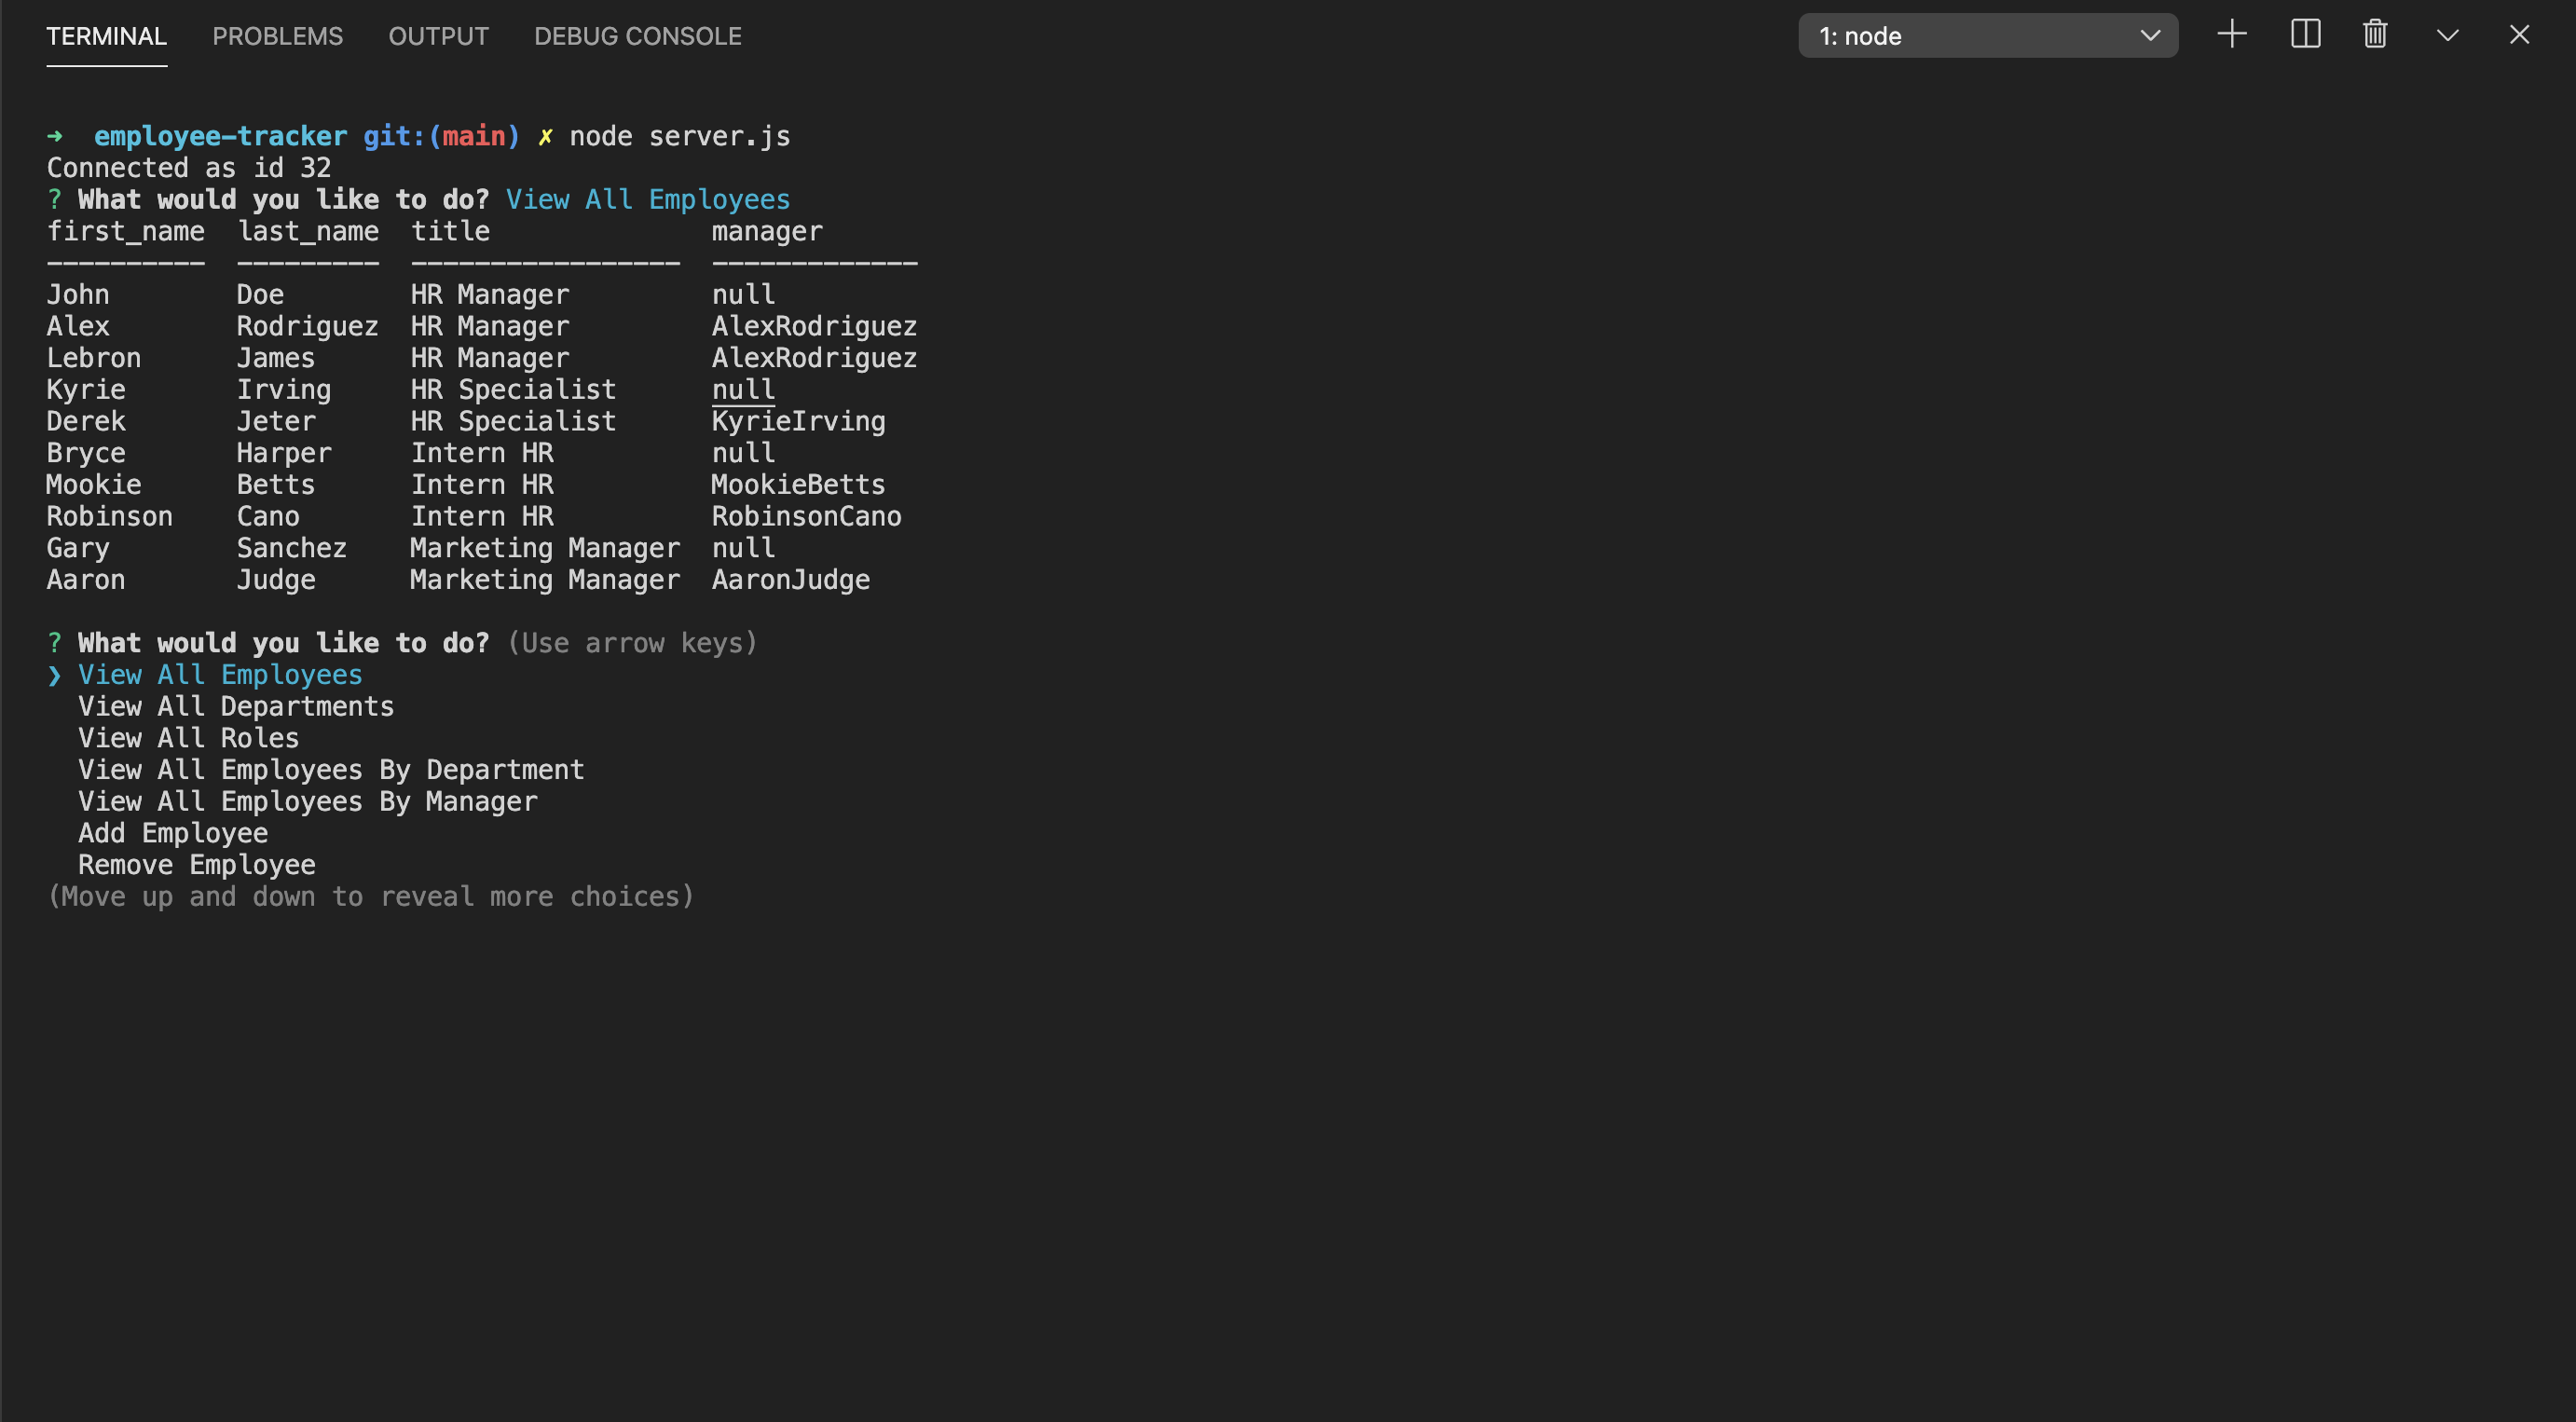 TERMINAL PROBLEMS OUTPUT DEBUG CONSOLE 1: node
➜  employee-tracker git:(main) ✗ node server.js
Connected as id 32
? What would you like to do? View All Employees
first_name  last_name  title              manager
----------  ---------  -----------------  -------------
John        Doe        HR Manager         null
Alex        Rodriguez  HR Manager         AlexRodriguez
Lebron      James      HR Manager         AlexRodriguez
Kyrie       Irving     HR Specialist      null
Derek       Jeter      HR Specialist      KyrieIrving
Bryce       Harper     Intern HR          null
Mookie      Betts      Intern HR          MookieBetts
Robinson    Cano       Intern HR          RobinsonCano
Gary        Sanchez    Marketing Manager  null
Aaron       Judge      Marketing Manager  AaronJudge
? What would you like to do? (Use arrow keys)
❯ View All Employees
  View All Departments
  View All Roles
  View All Employees By Department
  View All Employees By Manager
  Add Employee
  Remove Employee
(Move up and down to reveal more choices)